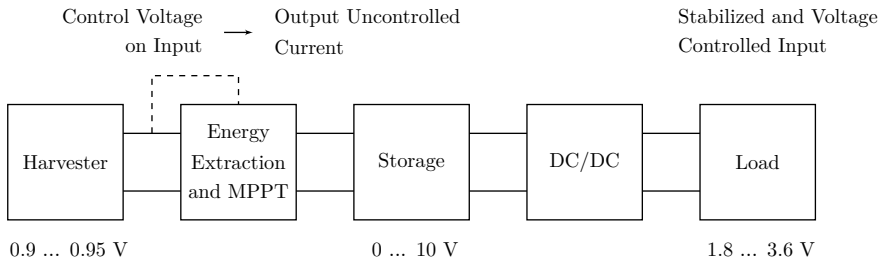 Control Voltage
on Input
Output Uncontrolled
Current
Stabilized and Voltage
Controlled Input
Harvester
Energy
Extraction
and MPPT
Storage
DC/DC
Load
0.9 ... 0.95 V
0 ... 10 V
1.8 ... 3.6 V